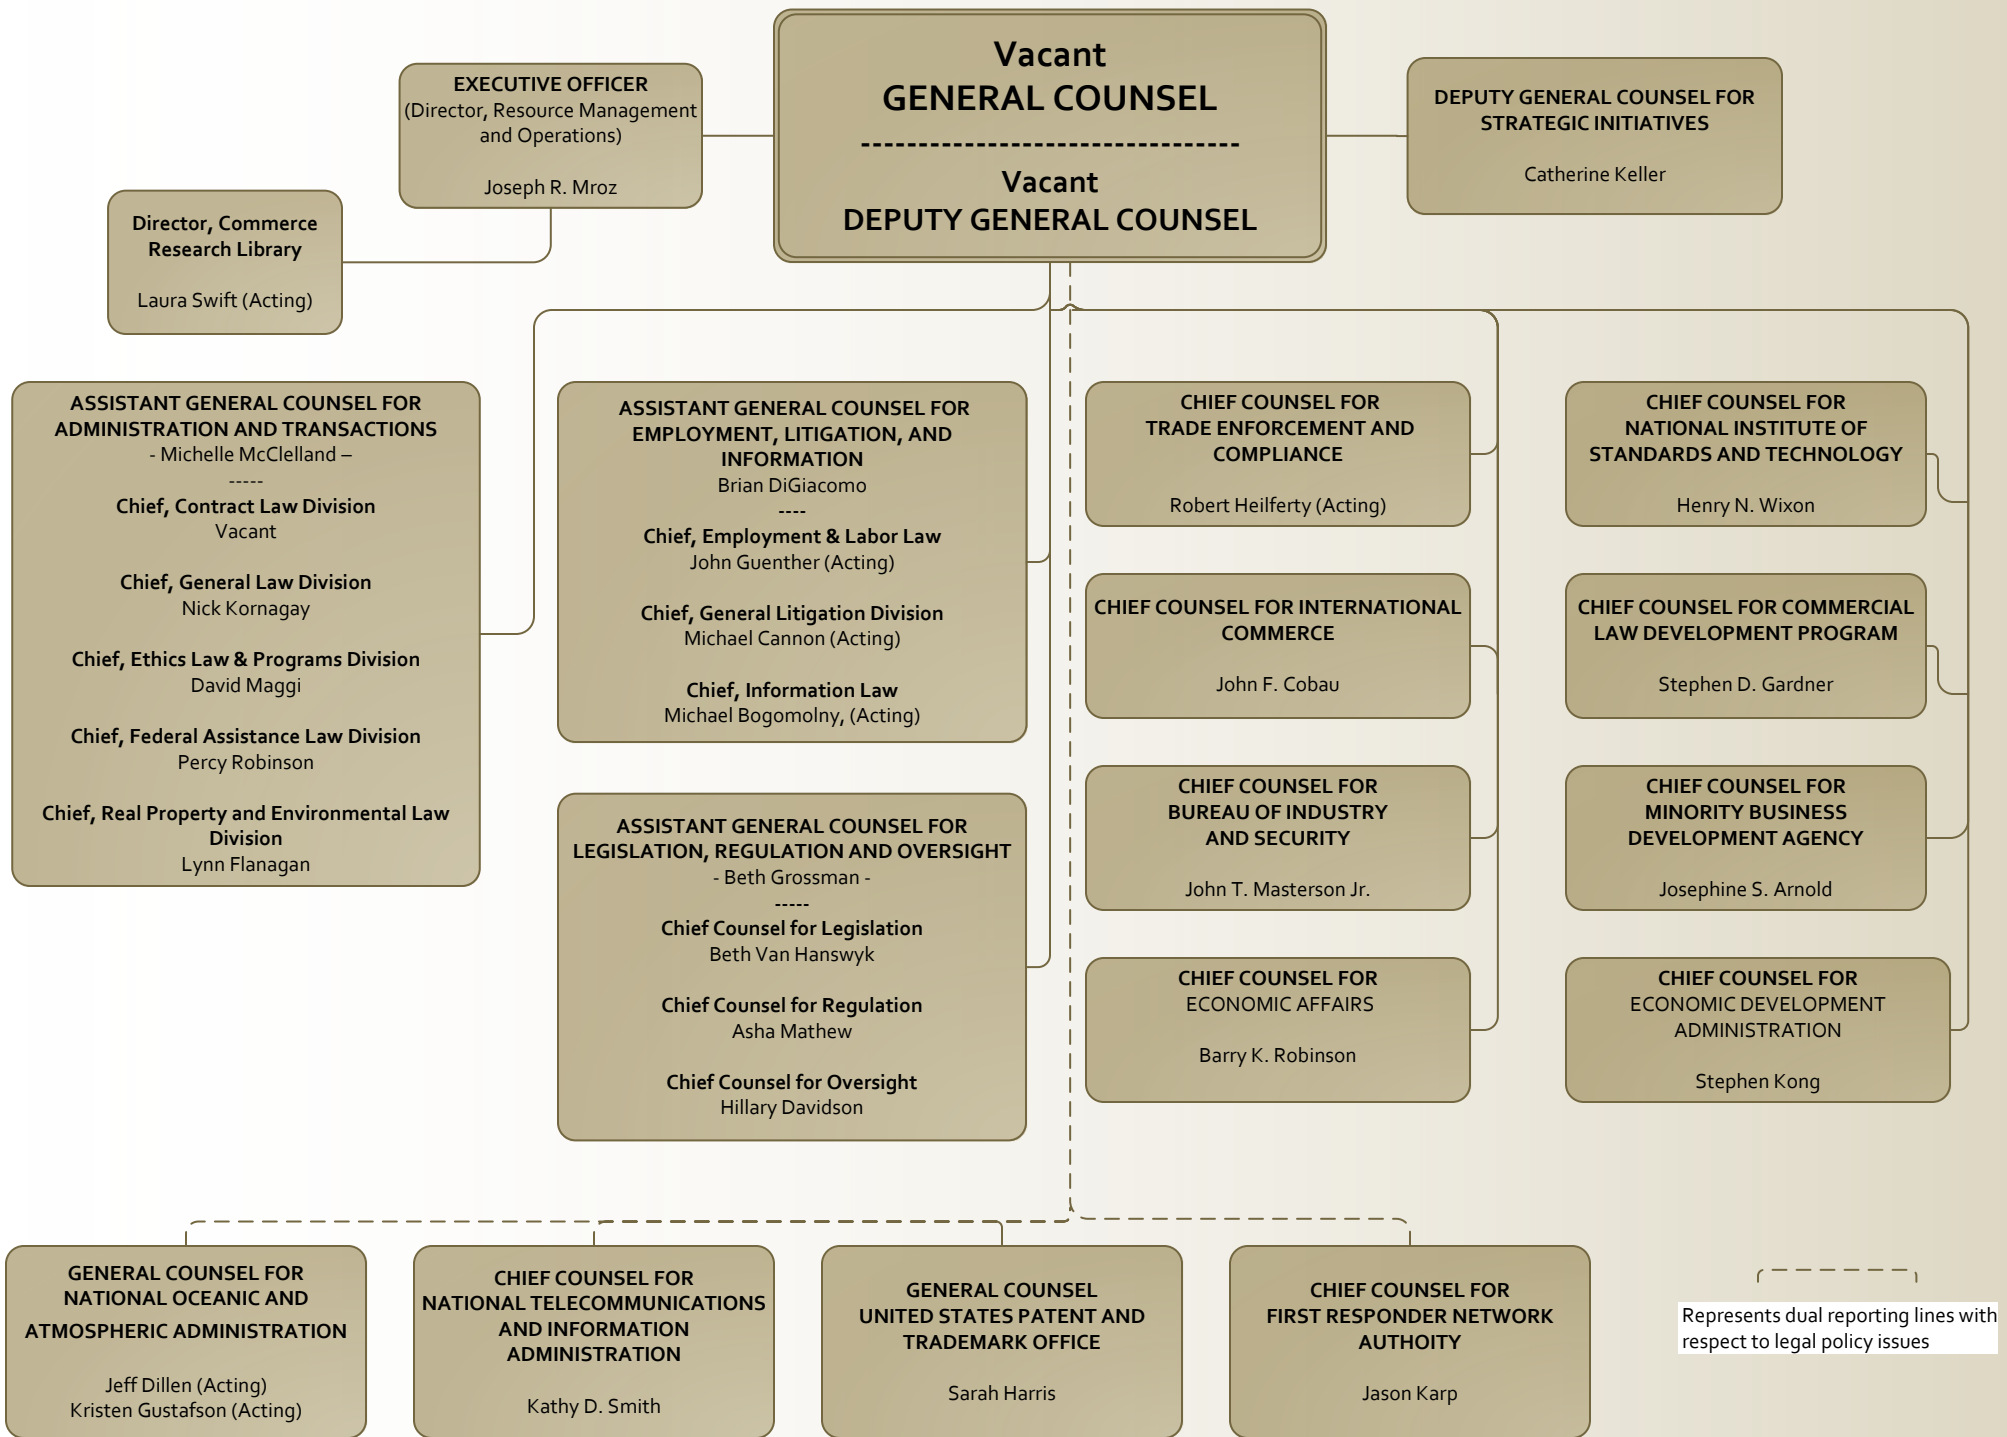 Vacant
GENERAL COUNSEL
---------------------------------
Vacant
DEPUTY GENERAL COUNSEL
EXECUTIVE OFFICER
(Director, Resource Management
and Operations)
Joseph R. Mroz
DEPUTY GENERAL COUNSEL FOR
STRATEGIC INITIATIVES
Catherine Keller
Director, Commerce
Research Library
Laura Swift (Acting)
ASSISTANT GENERAL COUNSEL FOR
ADMINISTRATION AND TRANSACTIONS
- Michelle McClelland –
-----
Chief, Contract Law Division
Vacant
Chief, General Law Division
Nick Kornagay
Chief, Ethics Law & Programs Division
David Maggi
Chief, Federal Assistance Law Division
Percy Robinson
Chief, Real Property and Environmental Law
Division
Lynn Flanagan
ASSISTANT GENERAL COUNSEL FOR
EMPLOYMENT, LITIGATION, AND
INFORMATION
Brian DiGiacomo
----
Chief, Employment & Labor Law
John Guenther (Acting)
Chief, General Litigation Division
Michael Cannon (Acting)
Chief, Information Law
Michael Bogomolny, (Acting)
ASSISTANT GENERAL COUNSEL FOR
LEGISLATION, REGULATION AND OVERSIGHT
- Beth Grossman -
-----
Chief Counsel for Legislation
Beth Van Hanswyk
Chief Counsel for Regulation
Asha Mathew
Chief Counsel for Oversight
Hillary Davidson
CHIEF COUNSEL FOR
TRADE ENFORCEMENT AND
COMPLIANCE
Robert Heilferty (Acting)
CHIEF COUNSEL FOR INTERNATIONAL
COMMERCE
John F. Cobau
CHIEF COUNSEL FOR
BUREAU OF INDUSTRY
AND SECURITY
John T. Masterson Jr.
CHIEF COUNSEL FOR
ECONOMIC AFFAIRS
Barry K. Robinson
CHIEF COUNSEL FOR
NATIONAL INSTITUTE OF
STANDARDS AND TECHNOLOGY
Henry N. Wixon
CHIEF COUNSEL FOR COMMERCIAL
LAW DEVELOPMENT PROGRAM
Stephen D. Gardner
CHIEF COUNSEL FOR
MINORITY BUSINESS
DEVELOPMENT AGENCY
Josephine S. Arnold
CHIEF COUNSEL FOR
ECONOMIC DEVELOPMENT
ADMINISTRATION
Stephen Kong
GENERAL COUNSEL FOR
NATIONAL OCEANIC AND
ATMOSPHERIC ADMINISTRATION
Jeff Dillen (Acting)
Kristen Gustafson (Acting)
CHIEF COUNSEL FOR
NATIONAL TELECOMMUNICATIONS
AND INFORMATION
ADMINISTRATION
Kathy D. Smith
GENERAL COUNSEL
UNITED STATES PATENT AND
TRADEMARK OFFICE
Sarah Harris
CHIEF COUNSEL FOR
FIRST RESPONDER NETWORK
AUTHOITY
Jason Karp
Represents dual reporting lines with
respect to legal policy issues